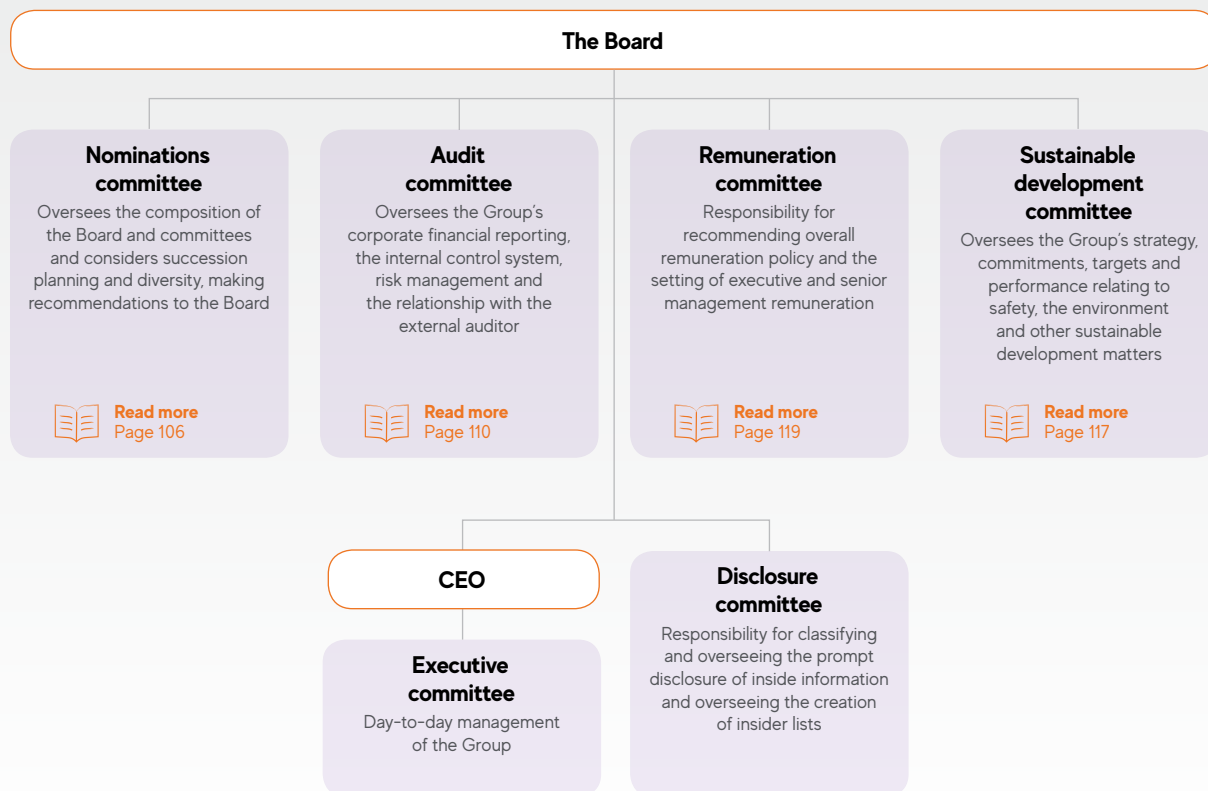 The Board
Nominations
committee
Oversees the composition of
the Board and committees
and considers succession
planning and diversity, making
recommendations to the Board
Read more
Page 106
Audit
committee
Oversees the Group's
corporate financial reporting,
the internal control system,
risk management and
the relationship with the
external auditor
Read more
Page 110
Remuneration
committee
Responsibility for
recommending overall
remuneration policy and the
setting of executive and senior
management remuneration
Read more
Page 119
Sustainable
development
committee
Oversees the Group's strategy,
commitments, targets and
performance relating to
safety, the environment
and other sustainable
development matters
Read more
Page 117
CEO
Executive
committee
Day-to-day management
of the Group
Disclosure
committee
Responsibility for classifying
and overseeing the prompt
disclosure of inside information
and overseeing the creation
of insider lists